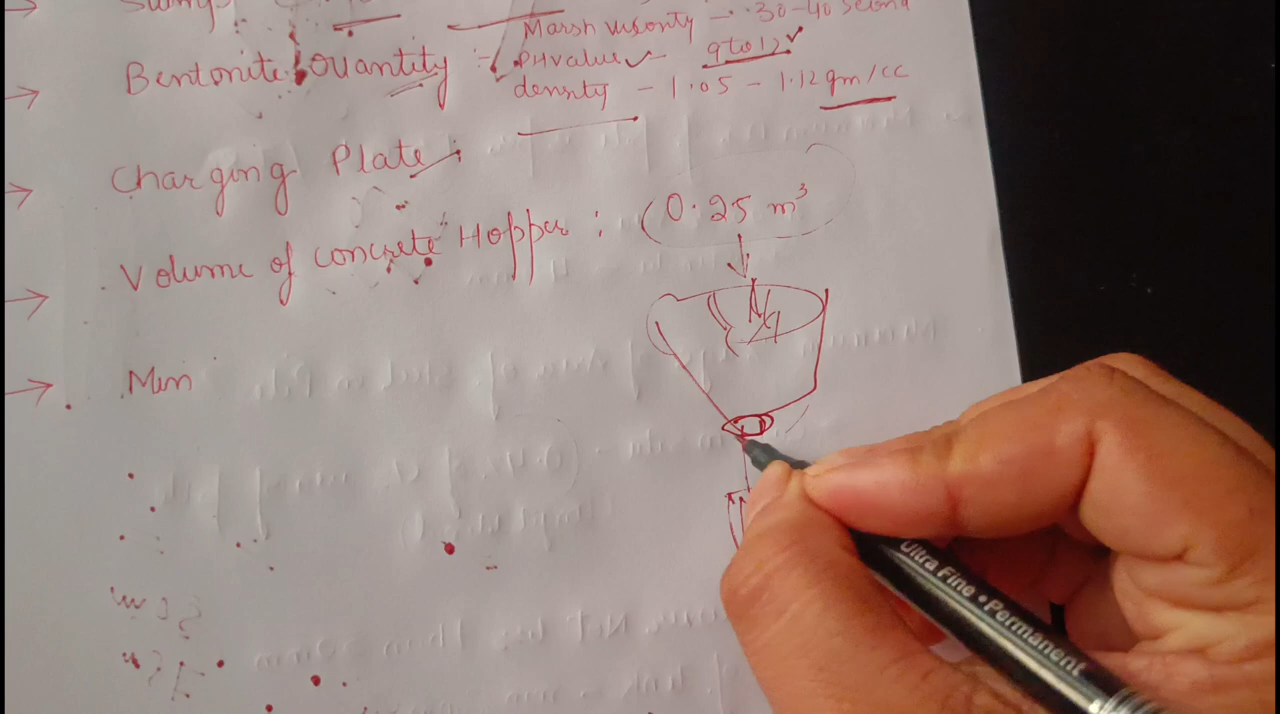 Marsh viscosity - 30-40 second
Bentonite Quantity :- PH value - 9 to 12
density - 1.05 - 1.12 gm/cc
Charging Plate :
Volume of concrete Hopper : (0.25 m³
Min
Ultra Fine • Permanent